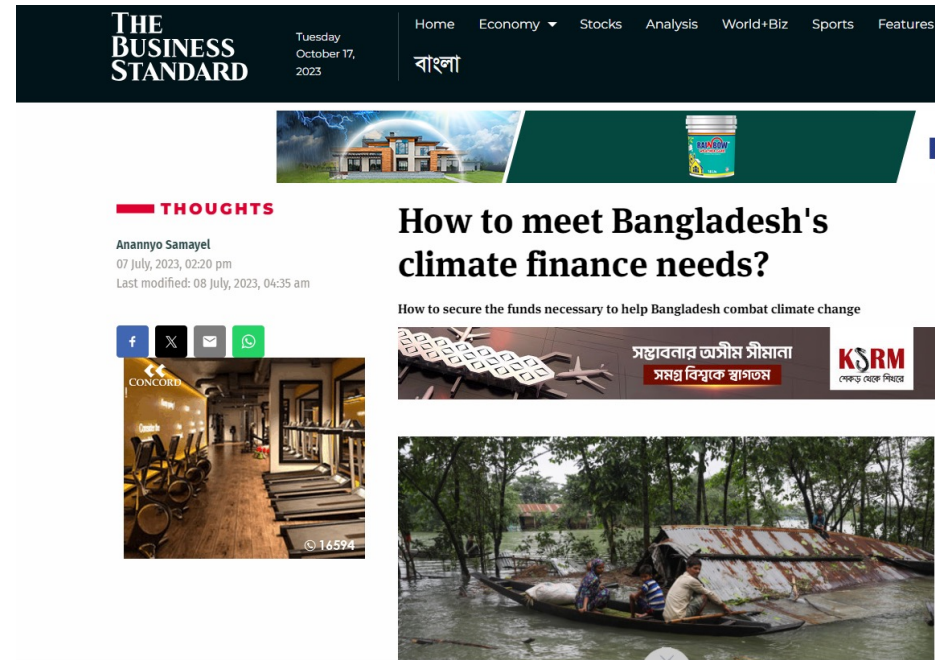 THE
BUSINESS
STANDARD
Tuesday
October 17,
2023
Home Economy Stocks Analysis World+Biz Sports Features
বাংলা
RAINBOW
THOUGHTS
Anannyo Samayel
07 July, 2023, 02:20 pm
Last modified: 08 July, 2023, 04:35 am
How to meet Bangladesh's
climate finance needs?
How to secure the funds necessary to help Bangladesh combat climate change
সম্ভাবনার অসীম সীমানা
সমগ্র বিশ্বকে স্বাগতম
KSRM
শেকড় থেকে শিখরে
CONCORD
16594